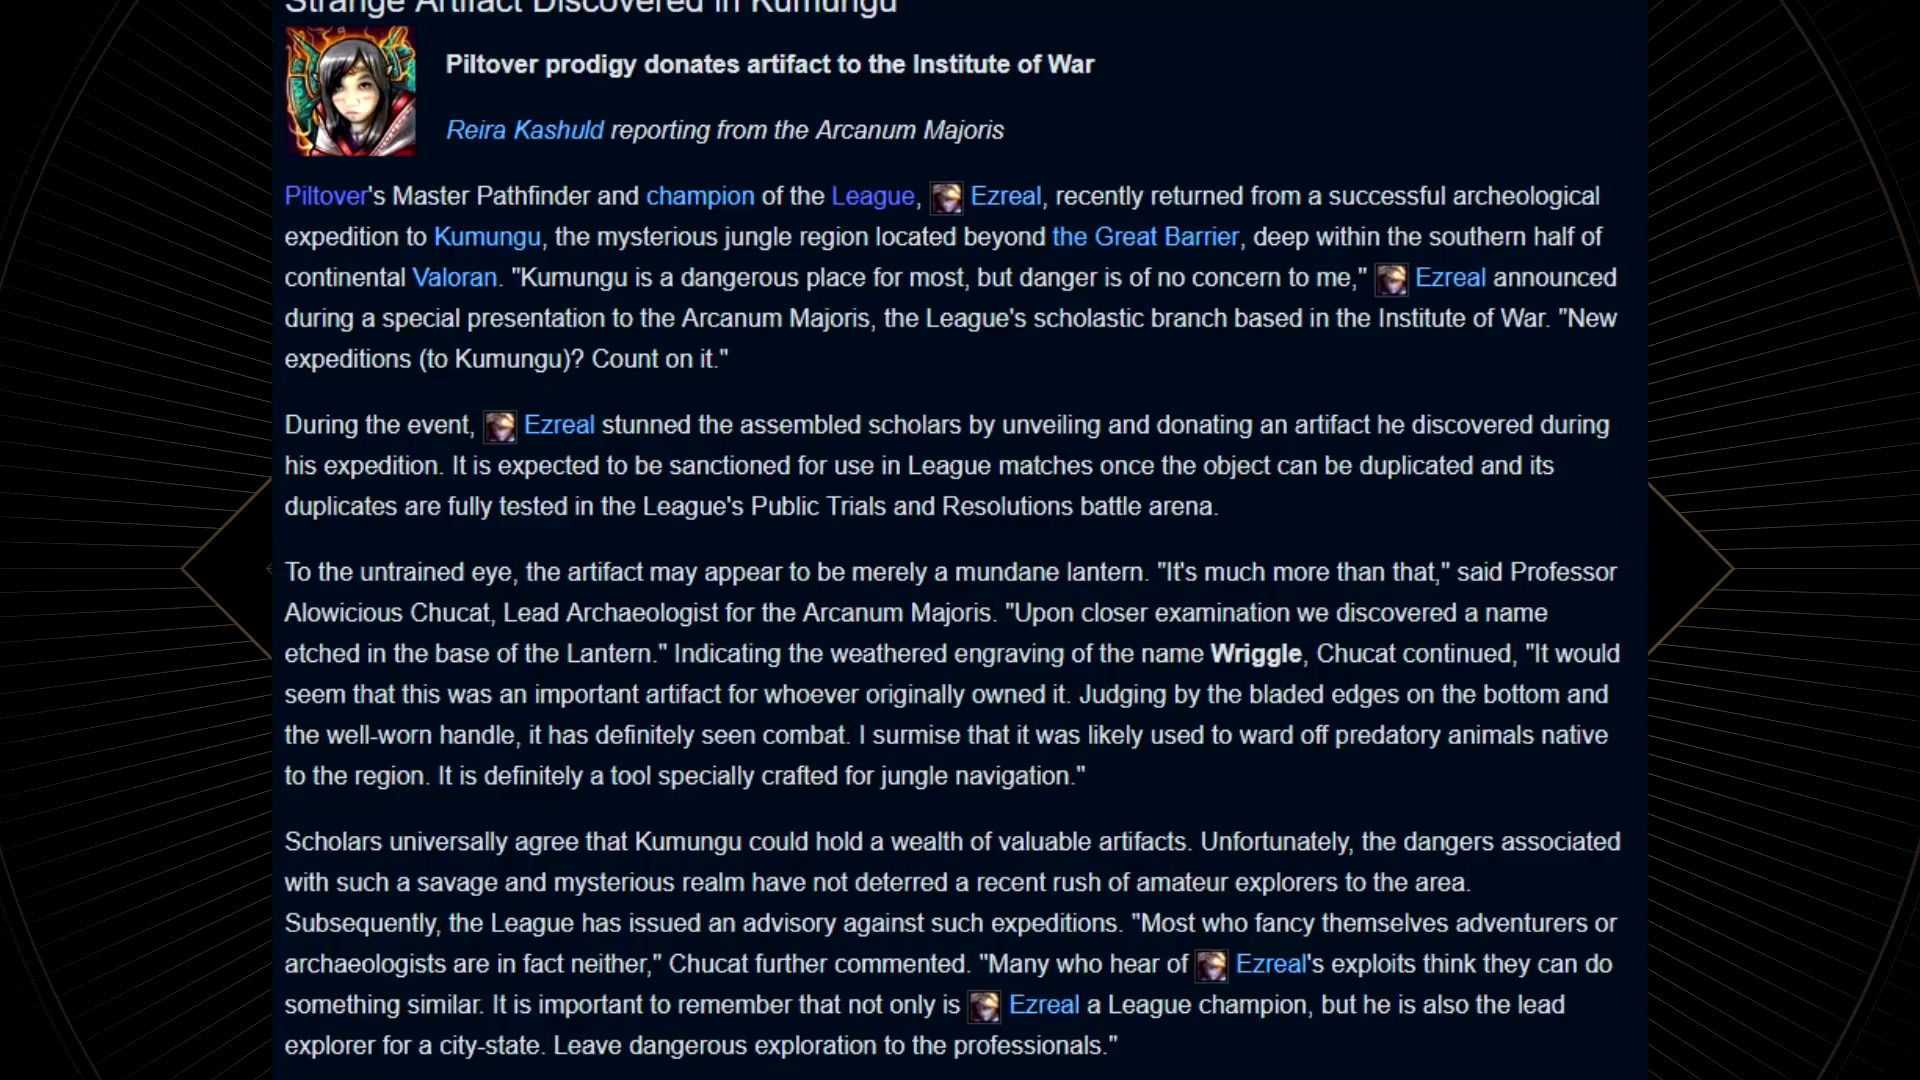 Strange Artifact Discovered in Kumungu
Piltover prodigy donates artifact to the Institute of War
Reira Kashuld reporting from the Arcanum Majoris
Piltover's Master Pathfinder and champion of the League, Ezreal, recently returned from a successful archeological
expedition to Kumungu, the mysterious jungle region located beyond the Great Barrier, deep within the southern half of
continental Valoran. "Kumungu is a dangerous place for most, but danger is of no concern to me," Ezreal announced
during a special presentation to the Arcanum Majoris, the League's scholastic branch based in the Institute of War. "New
expeditions (to Kumungu)? Count on it."
During the event, Ezreal stunned the assembled scholars by unveiling and donating an artifact he discovered during
his expedition. It is expected to be sanctioned for use in League matches once the object can be duplicated and its
duplicates are fully tested in the League's Public Trials and Resolutions battle arena.
To the untrained eye, the artifact may appear to be merely a mundane lantern. "It's much more than that," said Professor
Alowicious Chucat, Lead Archaeologist for the Arcanum Majoris. "Upon closer examination we discovered a name
etched in the base of the Lantern." Indicating the weathered engraving of the name Wriggle, Chucat continued, "It would
seem that this was an important artifact for whoever originally owned it. Judging by the bladed edges on the bottom and
the well-worn handle, it has definitely seen combat. I surmise that it was likely used to ward off predatory animals native
to the region. It is definitely a tool specially crafted for jungle navigation."
Scholars universally agree that Kumungu could hold a wealth of valuable artifacts. Unfortunately, the dangers associated
with such a savage and mysterious realm have not deterred a recent rush of amateur explorers to the area.
Subsequently, the League has issued an advisory against such expeditions. "Most who fancy themselves adventurers or
archaeologists are in fact neither," Chucat further commented. "Many who hear of Ezreal's exploits think they can do
something similar. It is important to remember that not only is Ezreal a League champion, but he is also the lead
explorer for a city-state. Leave dangerous exploration to the professionals."